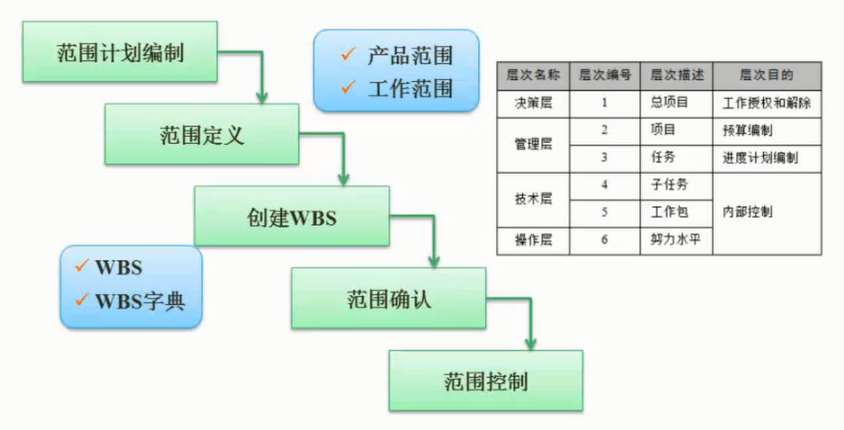 范围计划编制
✓ 产品范围
✓ 工作范围
范围定义
创建WBS
✓ WBS
✓ WBS字典
范围确认
范围控制
层次名称 层次编号 层次描述 层次目的
决策层 1 总项目 工作授权和解除
管理层 2 项目 预算编制
3 任务 进度计划编制
技术层 4 子任务 内部控制
5 工作包
操作层 6 努力水平